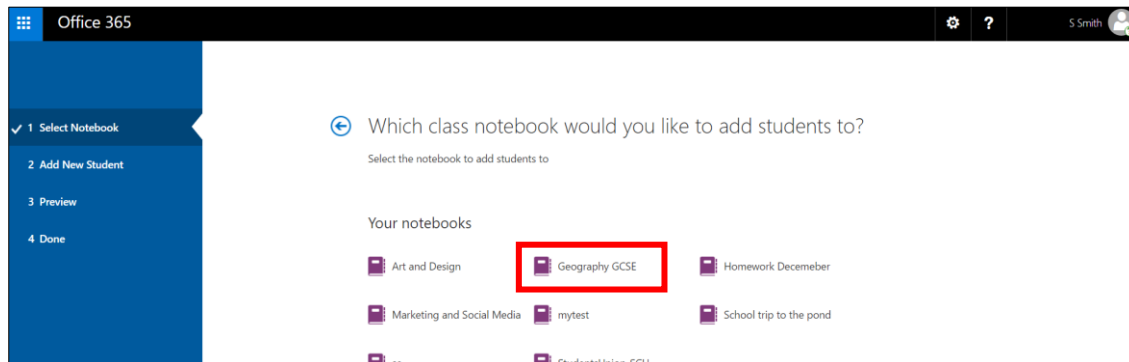 Office 365
?
S Smith
1 Select Notebook
2 Add New Student
3 Preview
4 Done
Which class notebook would you like to add students to?
Select the notebook to add students to
Your notebooks
Art and Design
Geography GCSE
Homework Decemeber
Marketing and Social Media
mytest
School trip to the pond